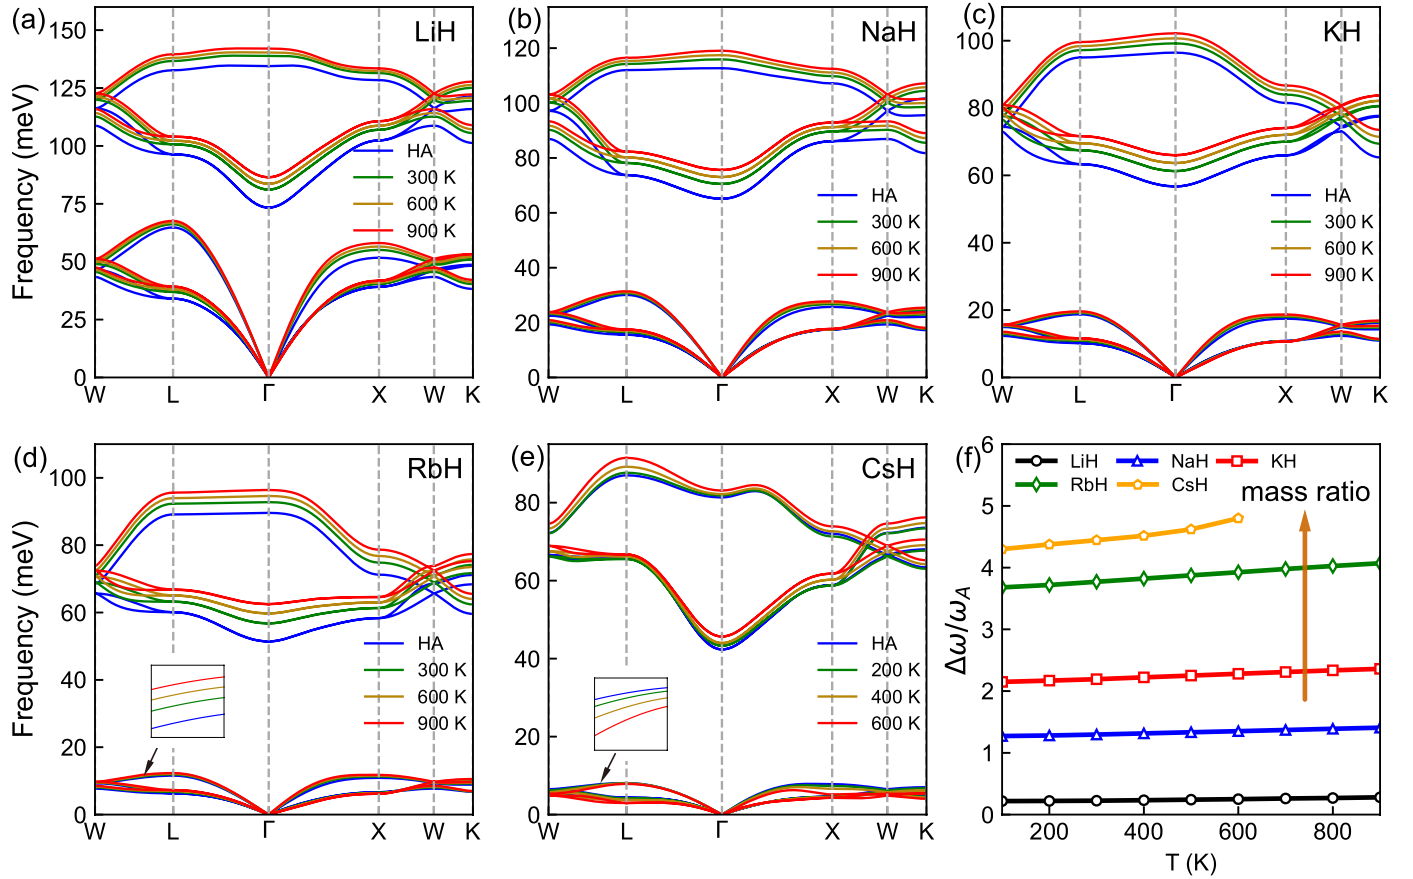 (a)
LiH
Frequency (meV)
150
125
100
75
50
25
0
HA
300 K
600 K
900 K
W L Γ X W K
(b)
NaH
120
100
80
60
40
20
0
HA
300 K
600 K
900 K
W L Γ X W K
(c)
KH
100
80
60
40
20
0
HA
300 K
600 K
900 K
W L Γ X W K
(d)
RbH
Frequency (meV)
100
80
60
40
20
0
HA
300 K
600 K
900 K
W L Γ X W K
(e)
CsH
80
60
40
20
0
HA
200 K
400 K
600 K
W L Γ X W K
(f)
Δω/ω_A
6
5
4
3
2
1
0
LiH NaH KH
RbH CsH
mass ratio
200 400 600 800
T (K)